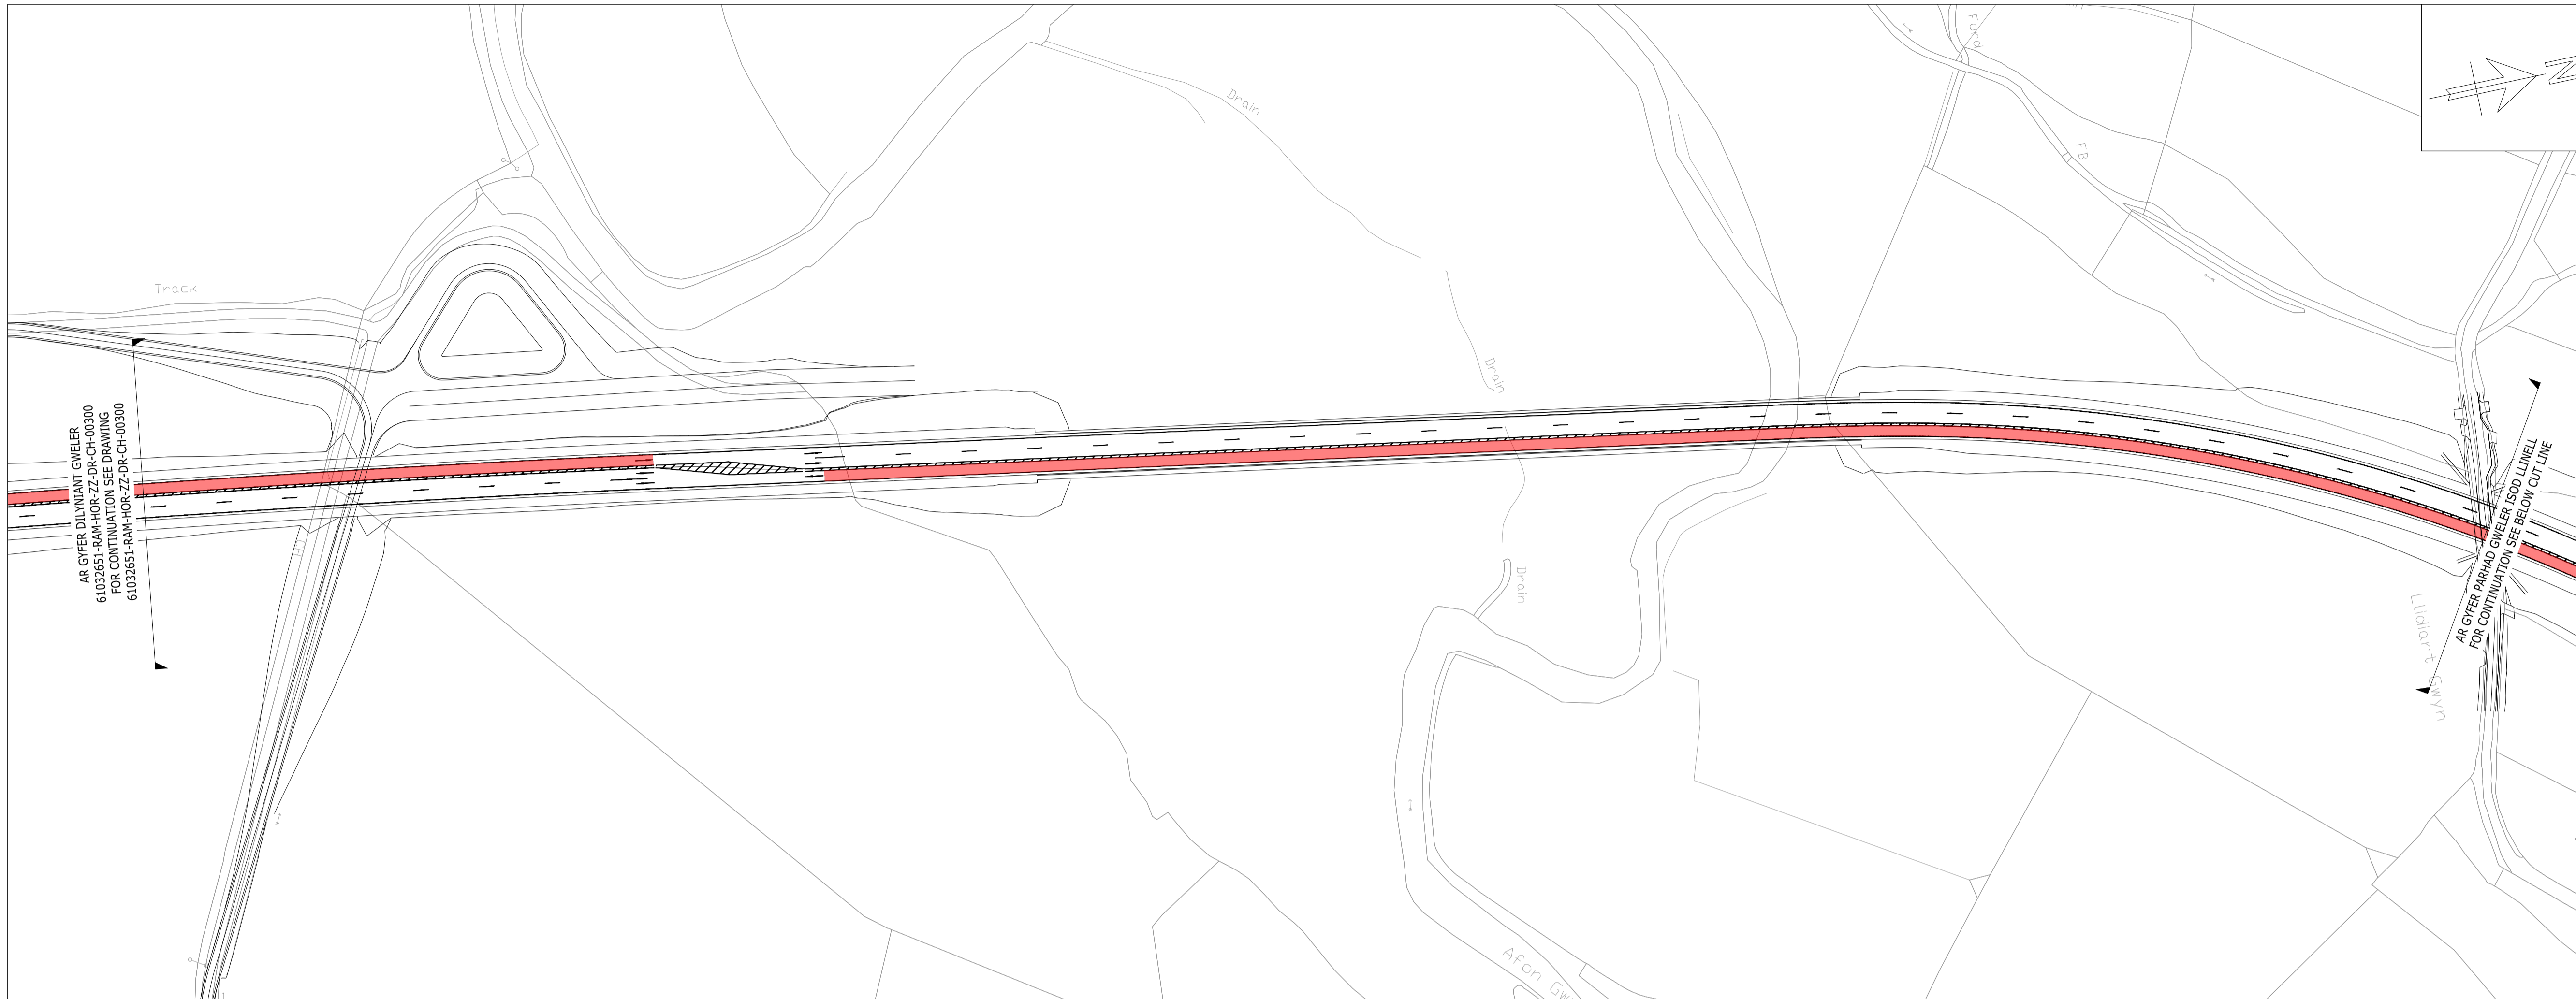 Ford
Drain
FB
N
Track
Drain
AR GYFER DILYNIANT GWELER
61032651-RAM-HOR-ZZ-DR-CH-00300
FOR CONTINUATION SEE DRAWING
61032651-RAM-HOR-ZZ-DR-CH-00300
CH
Drain
AR GYFER PARHAD GWELER ISOD LLINELL
FOR CONTINUATION SEE BELOW CUT LINE
Llidiart Gwyn
Afon Gw